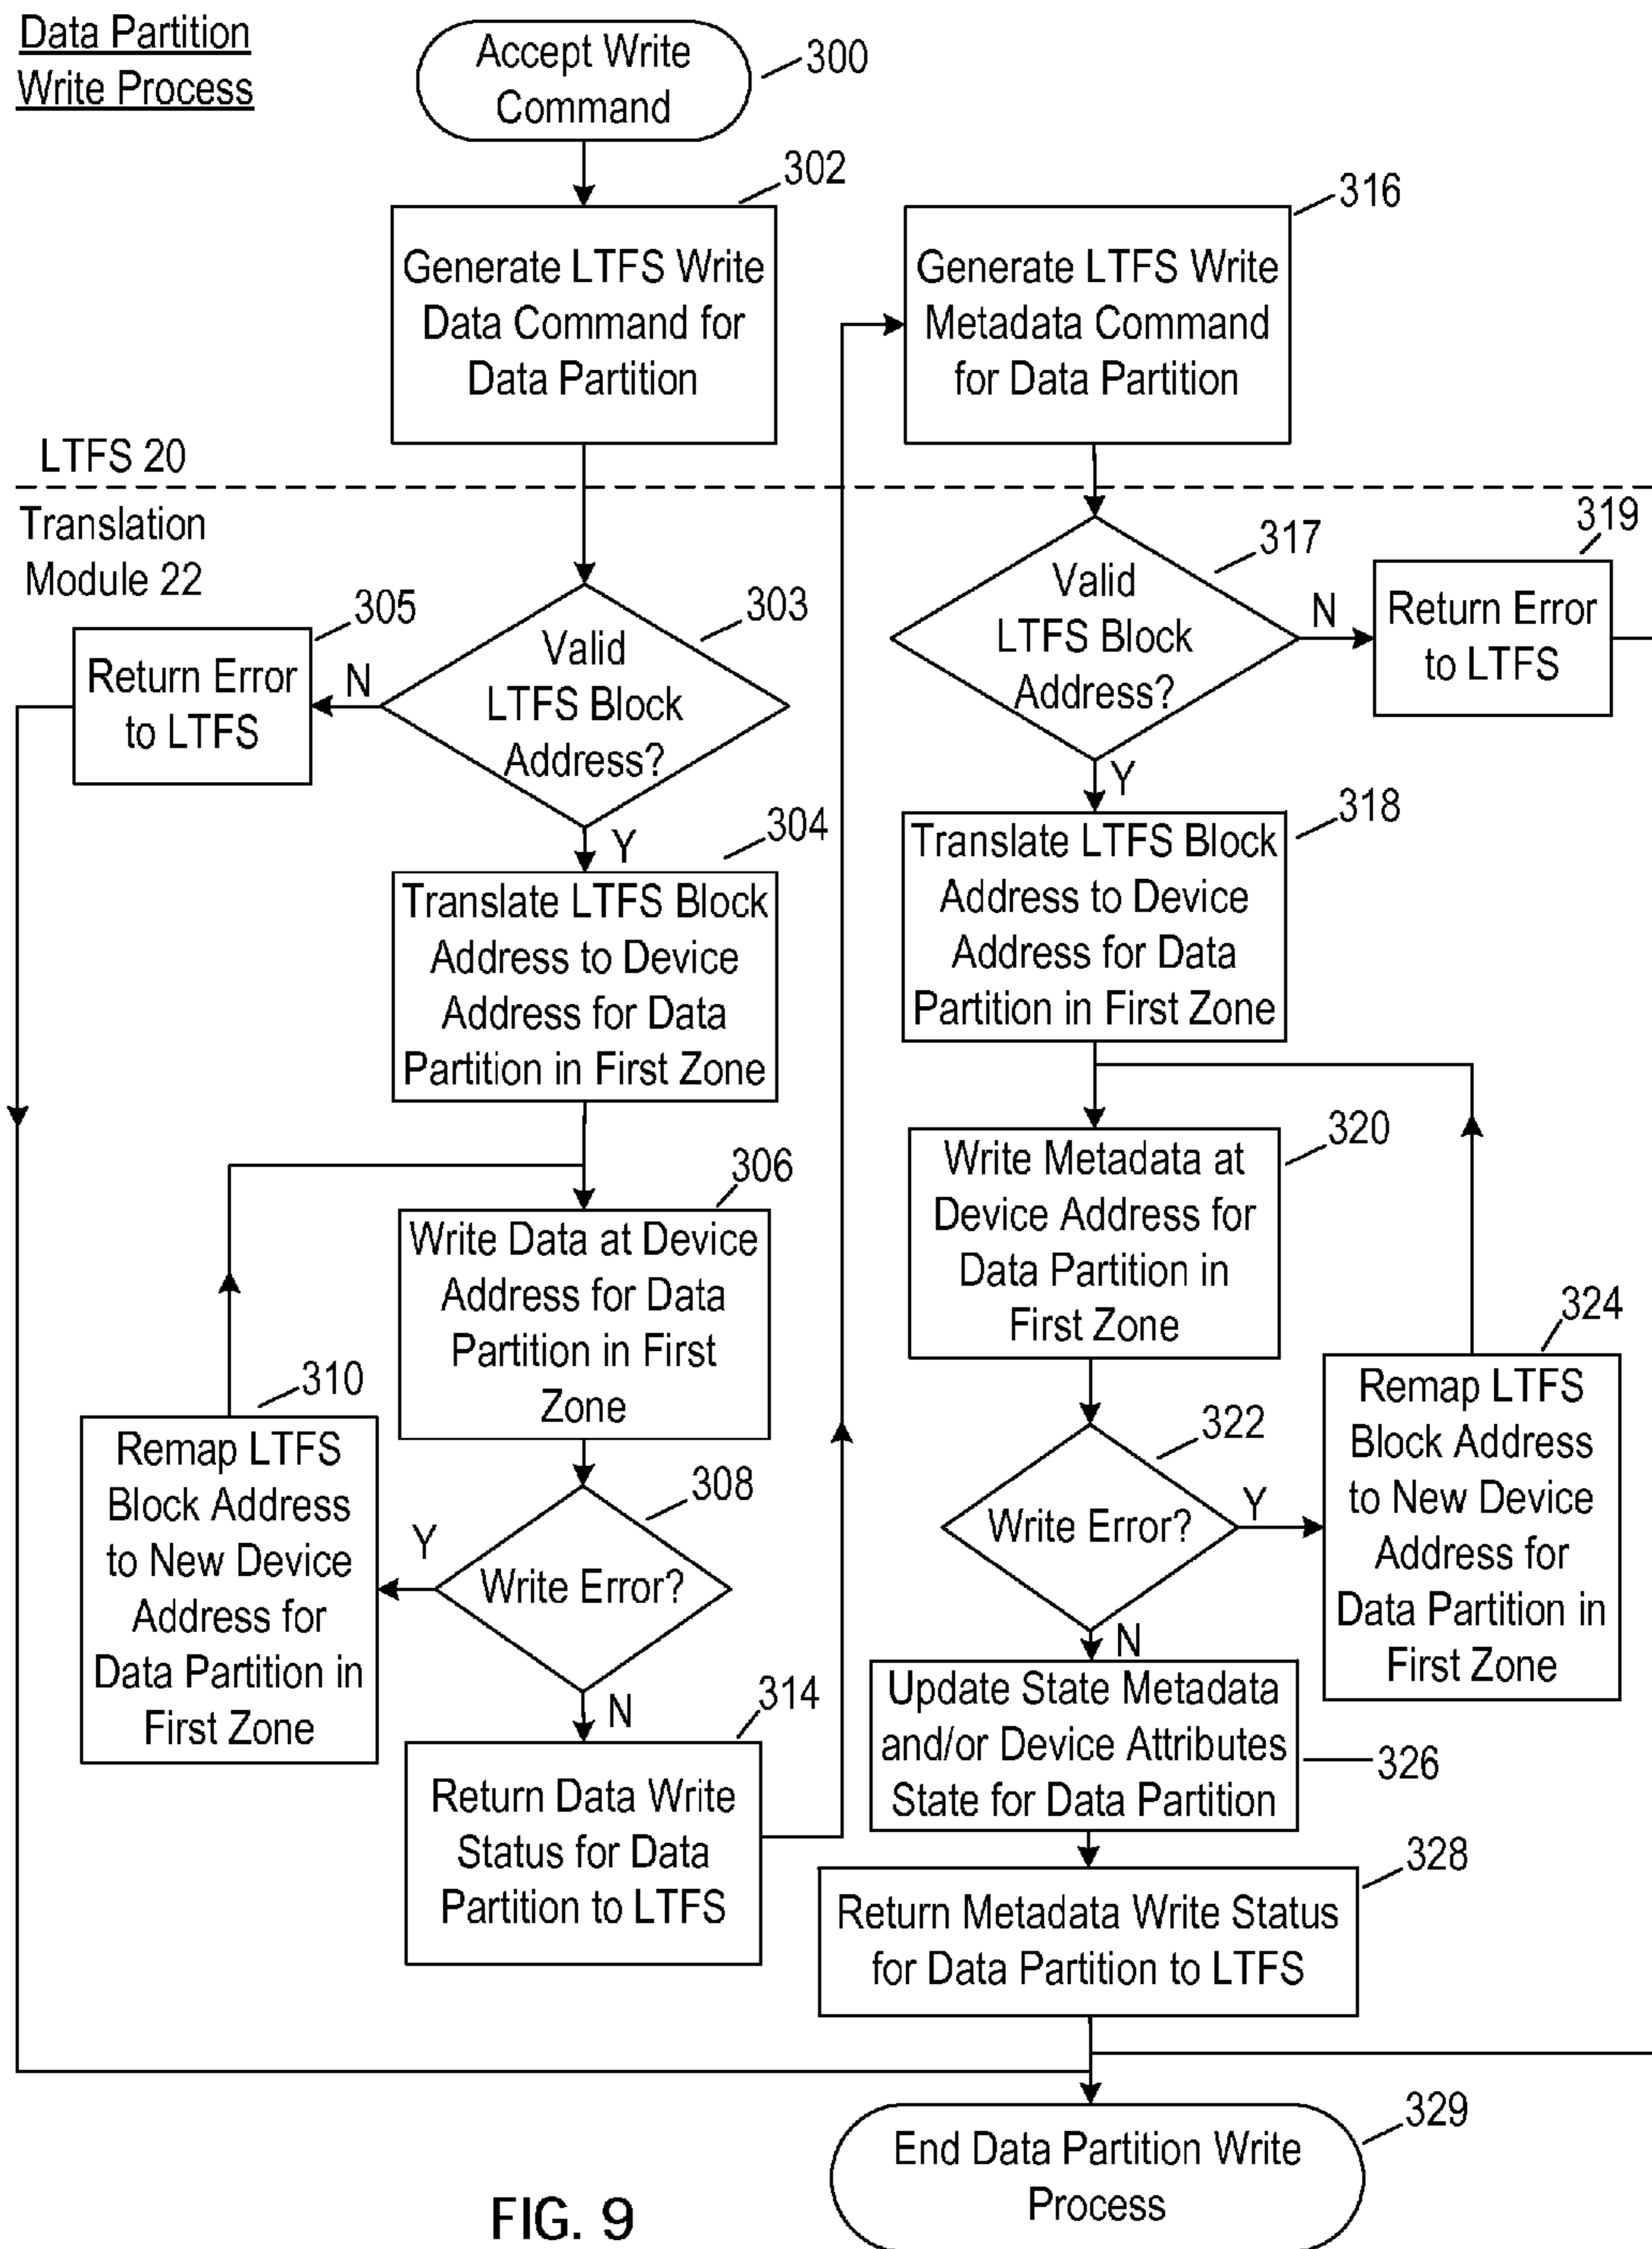 Data Partition
Write Process
Accept Write
Command
300
302
Generate LTFS Write
Data Command for
Data Partition
316
Generate LTFS Write
Metadata Command
for Data Partition
LTFS 20
Translation
Module 22
303
Valid
LTFS Block
Address?
N
305
Return Error
to LTFS
Y
304
Translate LTFS Block
Address to Device
Address for Data
Partition in First Zone
306
Write Data at Device
Address for Data
Partition in First
Zone
308
Write Error?
Y
310
Remap LTFS
Block Address
to New Device
Address for
Data Partition in
First Zone
N
314
Return Data Write
Status for Data
Partition to LTFS
317
Valid
LTFS Block
Address?
N
319
Return Error
to LTFS
Y
318
Translate LTFS Block
Address to Device
Address for Data
Partition in First Zone
320
Write Metadata at
Device Address for
Data Partition in
First Zone
322
Write Error?
Y
324
Remap LTFS
Block Address
to New Device
Address for
Data Partition in
First Zone
N
Update State Metadata
and/or Device Attributes
State for Data Partition
326
328
Return Metadata Write Status
for Data Partition to LTFS
329
End Data Partition Write
Process
FIG. 9